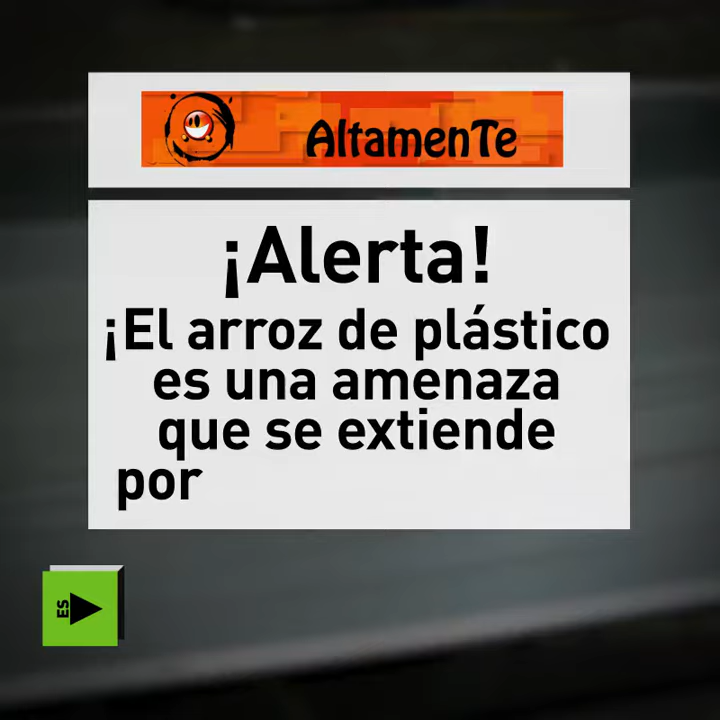 AltamenTe
¡Alerta!
¡El arroz de plástico
es una amenaza
que se extiende
por
ES